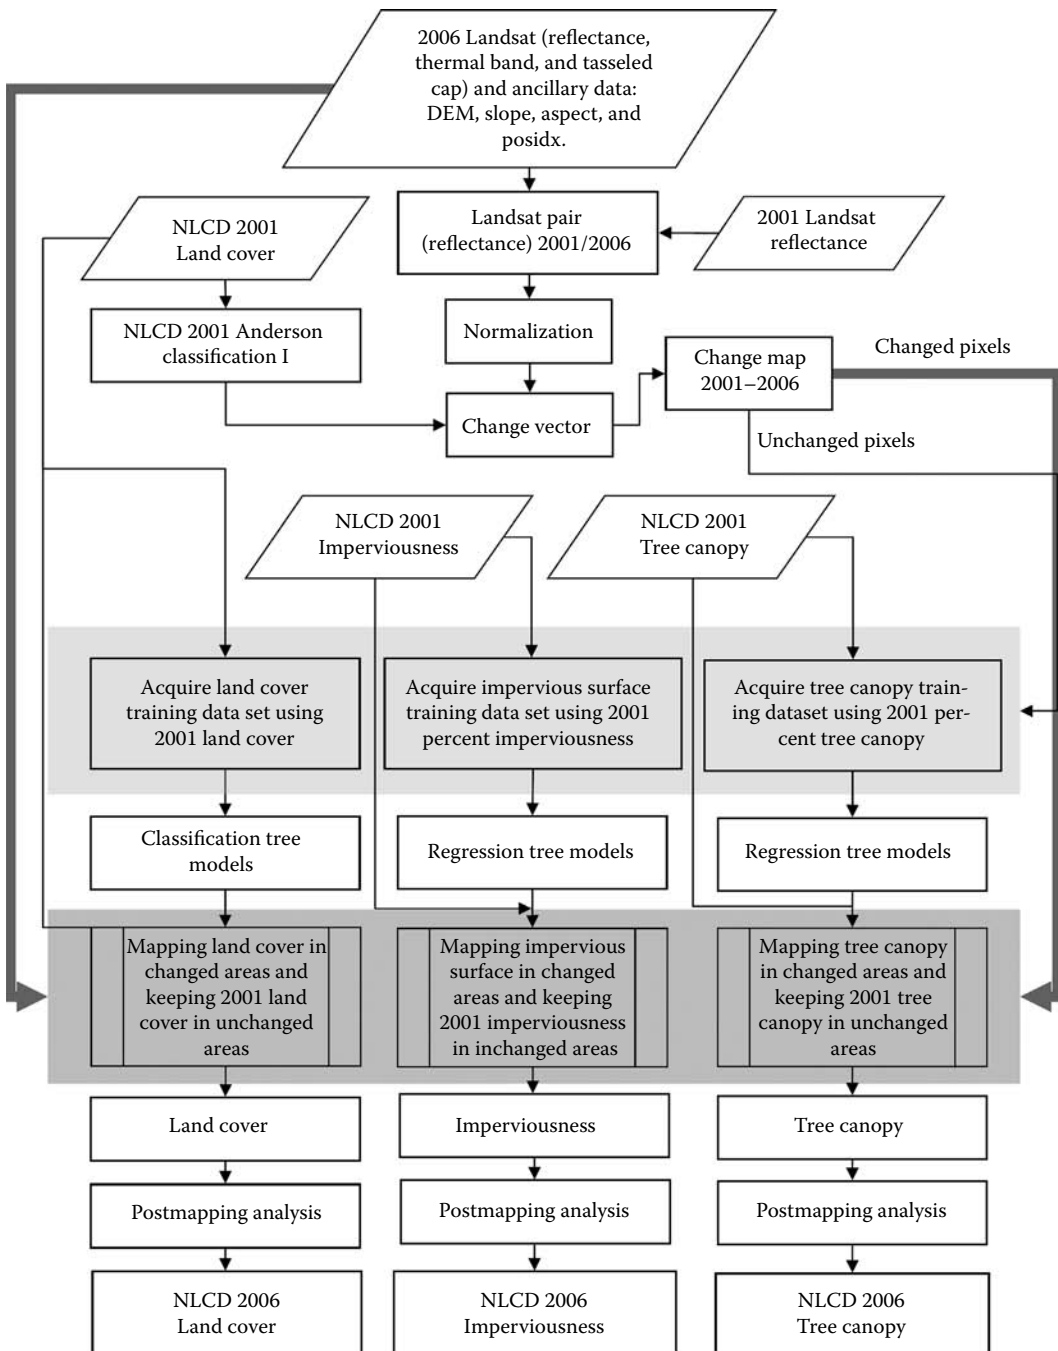 2006 Landsat (reflectance,
thermal band, and tasseled
cap) and ancillary data:
DEM, slope, aspect, and
posidx.
NLCD 2001
Land cover
Landsat pair
(reflectance) 2001/2006
2001 Landsat
reflectance
NLCD 2001 Anderson
classification I
Normalization
Change map
2001–2006
Changed pixels
Change vector
Unchanged pixels
NLCD 2001
Imperviousness
NLCD 2001
Tree canopy
Acquire land cover
training data set using
2001 land cover
Acquire impervious surface
training data set using 2001
percent imperviousness
Acquire tree canopy train-
ing dataset using 2001 per-
cent tree canopy
Classification tree
models
Regression tree models
Regression tree models
Mapping land cover in
changed areas and
keeping 2001 land
cover in unchanged
areas
Mapping impervious
surface in changed
areas and keeping
2001 imperviousness
in inchanged areas
Mapping tree canopy
in changed areas and
keeping 2001 tree
canopy in unchanged
areas
Land cover
Imperviousness
Tree canopy
Postmapping analysis
Postmapping analysis
Postmapping analysis
NLCD 2006
Land cover
NLCD 2006
Imperviousness
NLCD 2006
Tree canopy